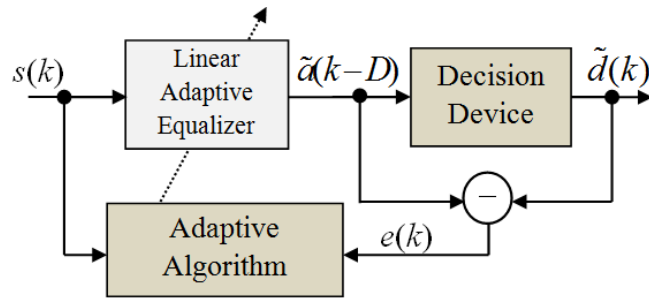 s(k)
Linear
Adaptive
Equalizer
ã(k−D)
Decision
Device
d̃(k)
−
Adaptive
Algorithm
e(k)